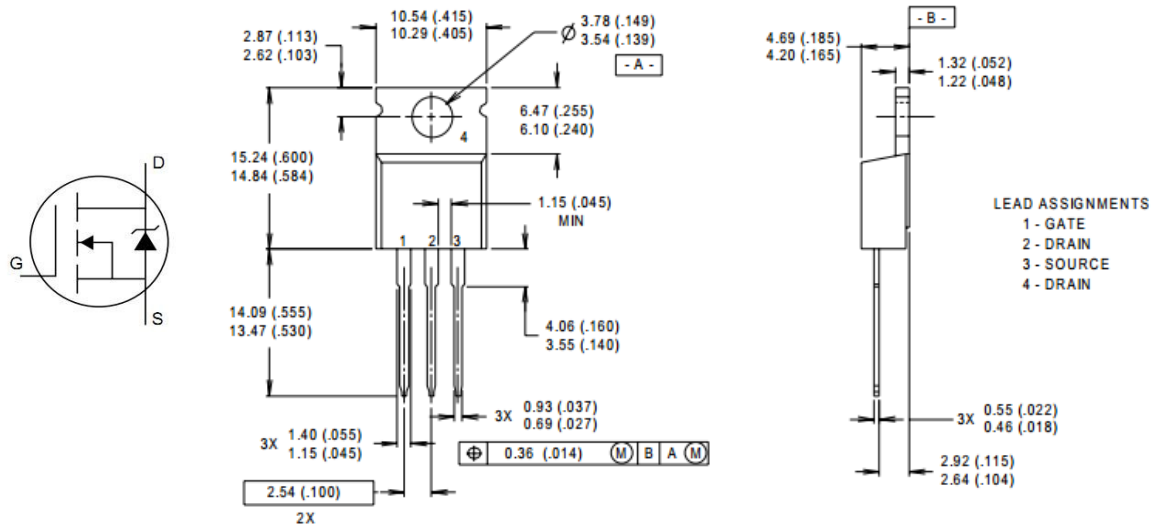 D
G
S
10.54 (.415)
10.29 (.405)
2.87 (.113)
2.62 (.103)
Ø 3.78 (.149)
3.54 (.139)
- A -
4
6.47 (.255)
6.10 (.240)
15.24 (.600)
14.84 (.584)
1.15 (.045)
MIN
1 2 3
14.09 (.555)
13.47 (.530)
4.06 (.160)
3.55 (.140)
3X 0.93 (.037)
0.69 (.027)
3X 1.40 (.055)
1.15 (.045)
⌖ 0.36 (.014) Ⓜ B A Ⓜ
2.54 (.100)
2X
- B -
4.69 (.185)
4.20 (.165)
1.32 (.052)
1.22 (.048)
3X 0.55 (.022)
0.46 (.018)
2.92 (.115)
2.64 (.104)
LEAD ASSIGNMENTS
1 - GATE
2 - DRAIN
3 - SOURCE
4 - DRAIN